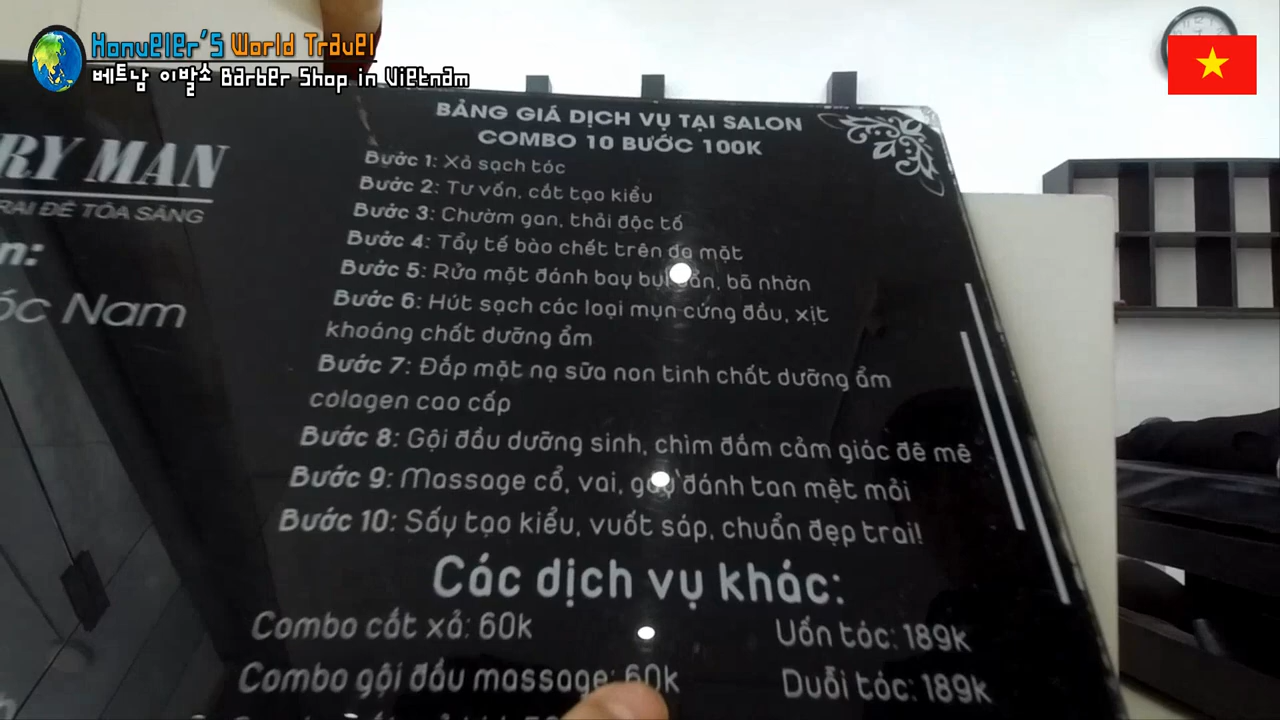 Hanveler's World Travel
베트남 이발소 Barber Shop in Vietnam
RY MAN
TRAI ĐỂ TỎA SÁNG
óc Nam
BẢNG GIÁ DỊCH VỤ TẠI SALON
COMBO 10 BƯỚC 100K
Bước 1: Xả sạch tóc
Bước 2: Tư vấn, cắt tạo kiểu
Bước 3: Chườm gan, thải độc tố
Bước 4: Tẩy tế bào chết trên da mặt
Bước 5: Rửa mặt đánh bay bụi bẩn, bã nhờn
Bước 6: Hút sạch các loại mụn cứng đầu, xịt
khoáng chất dưỡng ẩm
Bước 7: Đắp mặt nạ sữa non tinh chất dưỡng ẩm
colagen cao cấp
Bước 8: Gội đầu dưỡng sinh, chìm đắm cảm giác đê mê
Bước 9: Massage cổ, vai, gáy đánh tan mệt mỏi
Bước 10: Sấy tạo kiểu, vuốt sáp, chuẩn đẹp trai!
Các dịch vụ khác:
Combo cắt xả: 60k
Uốn tóc: 189k
Combo gội đầu massage: 60k
Duỗi tóc: 189k